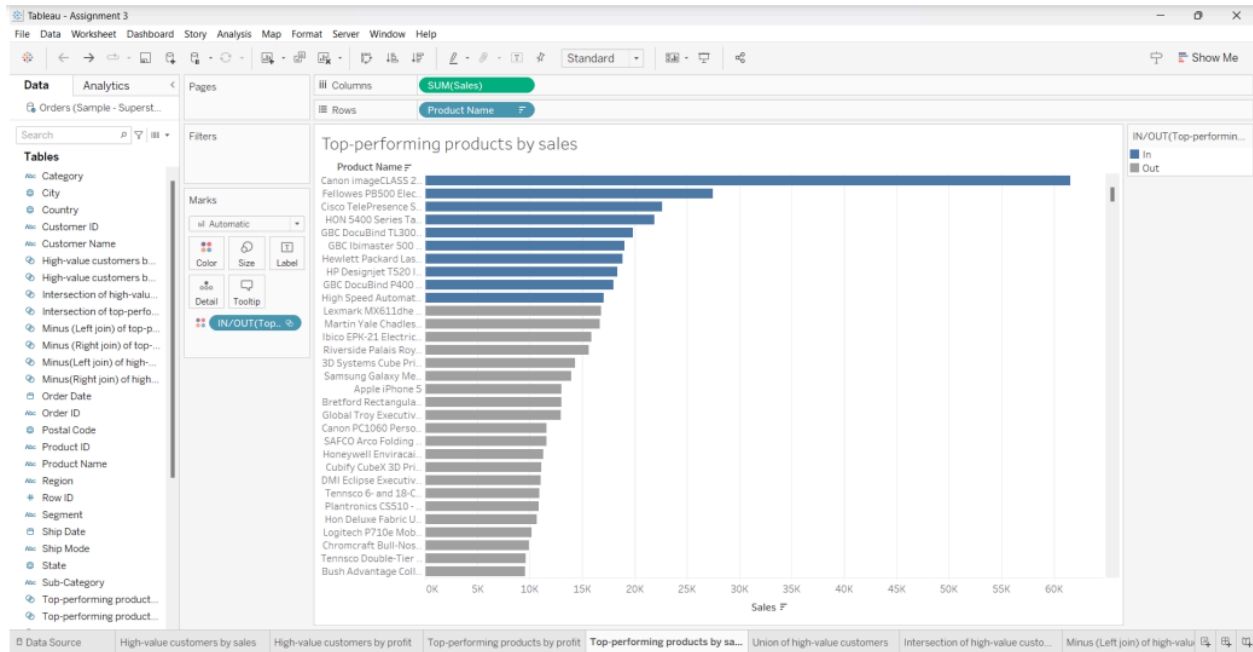 Tableau - Assignment 3
File Data Worksheet Dashboard Story Analysis Map Format Server Window Help
Standard
Show Me
Data Analytics
Orders (Sample - Superst...
Search
Tables
Abc Category
City
Country
Abc Customer ID
Abc Customer Name
High-value customers b...
High-value customers b...
Intersection of high-valu...
Intersection of top-perfo...
Minus (Left join) of top-p...
Minus (Right join) of top-...
Minus(Left join) of high-...
Minus(Right join) of high...
Order Date
Abc Order ID
Postal Code
Abc Product ID
Abc Product Name
Abc Region
# Row ID
Abc Segment
Ship Date
Abc Ship Mode
State
Abc Sub-Category
Top-performing product...
Top-performing product...
Pages
Filters
Marks
Automatic
Color Size Label
Detail Tooltip
IN/OUT(Top..
Columns SUM(Sales)
Rows Product Name
Top-performing products by sales
Product Name
Canon imageCLASS 2..
Fellowes PB500 Elec..
Cisco TelePresence S..
HON 5400 Series Ta..
GBC DocuBind TL300..
GBC Ibimaster 500 ..
Hewlett Packard Las..
HP Designjet T520 I..
GBC DocuBind P400 ..
High Speed Automat..
Lexmark MX611dhe ..
Martin Yale Chadles..
Ibico EPK-21 Electric..
Riverside Palais Roy..
3D Systems Cube Pri..
Samsung Galaxy Me..
Apple iPhone 5
Bretford Rectangula..
Global Troy Executiv..
Canon PC1060 Perso..
SAFCO Arco Folding ..
Honeywell Enviracai..
Cubify CubeX 3D Pri..
DMI Eclipse Executiv..
Tennsco 6- and 18-C..
Plantronics CS510 - ..
Hon Deluxe Fabric U..
Logitech P710e Mob..
Chromcraft Bull-Nos..
Tennsco Double-Tier ..
Bush Advantage Coll..
0K 5K 10K 15K 20K 25K 30K 35K 40K 45K 50K 55K 60K
Sales
IN/OUT(Top-performin...
In
Out
Data Source High-value customers by sales High-value customers by profit Top-performing products by profit Top-performing products by sa... Union of high-value customers Intersection of high-value custo... Minus (Left join) of high-valu